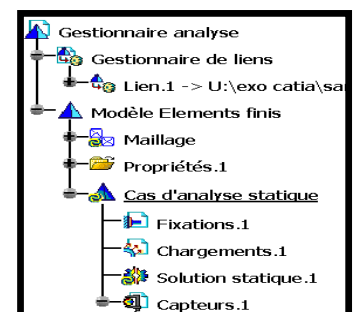 Gestionnaire analyse
Gestionnaire de liens
Lien.1 -> U:\exo catia\sa
Modèle Elements finis
Maillage
Propriétés.1
Cas d'analyse statique
Fixations.1
Chargements.1
Solution statique.1
Capteurs.1